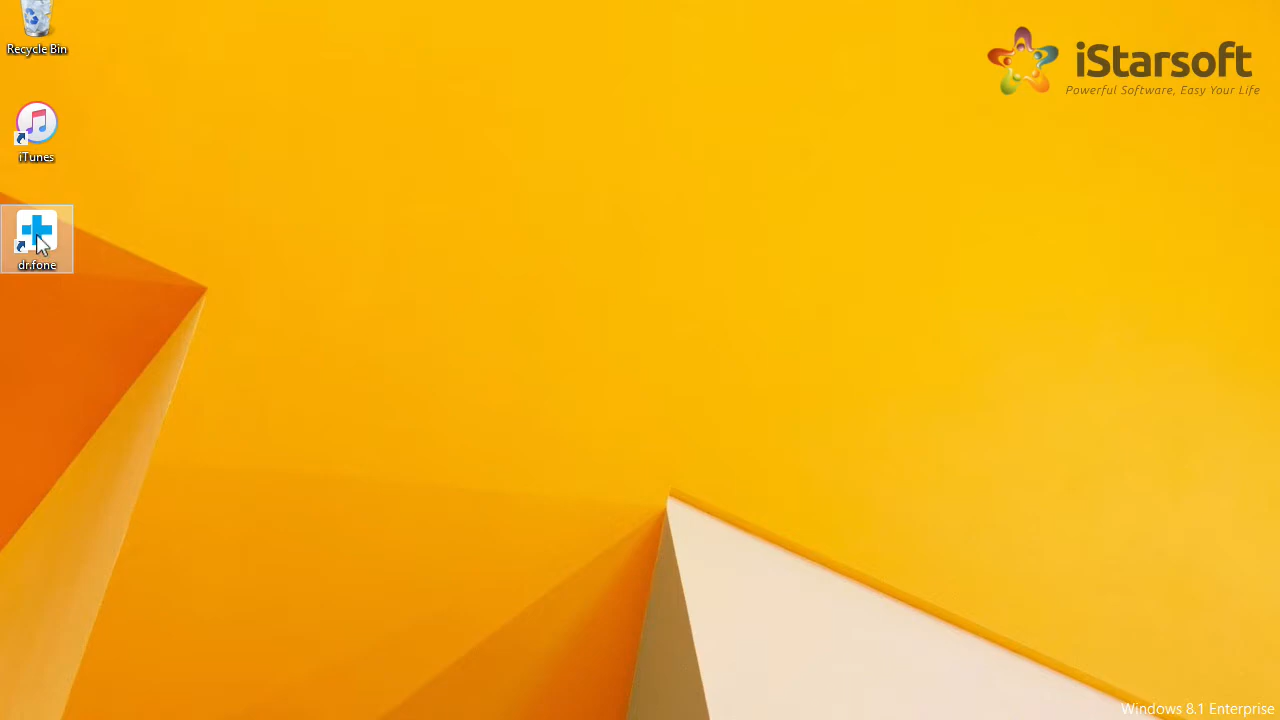 Recycle Bin
iTunes
dr.fone
iStarsoft
Powerful Software, Easy Your Life
Windows 8.1 Enterprise